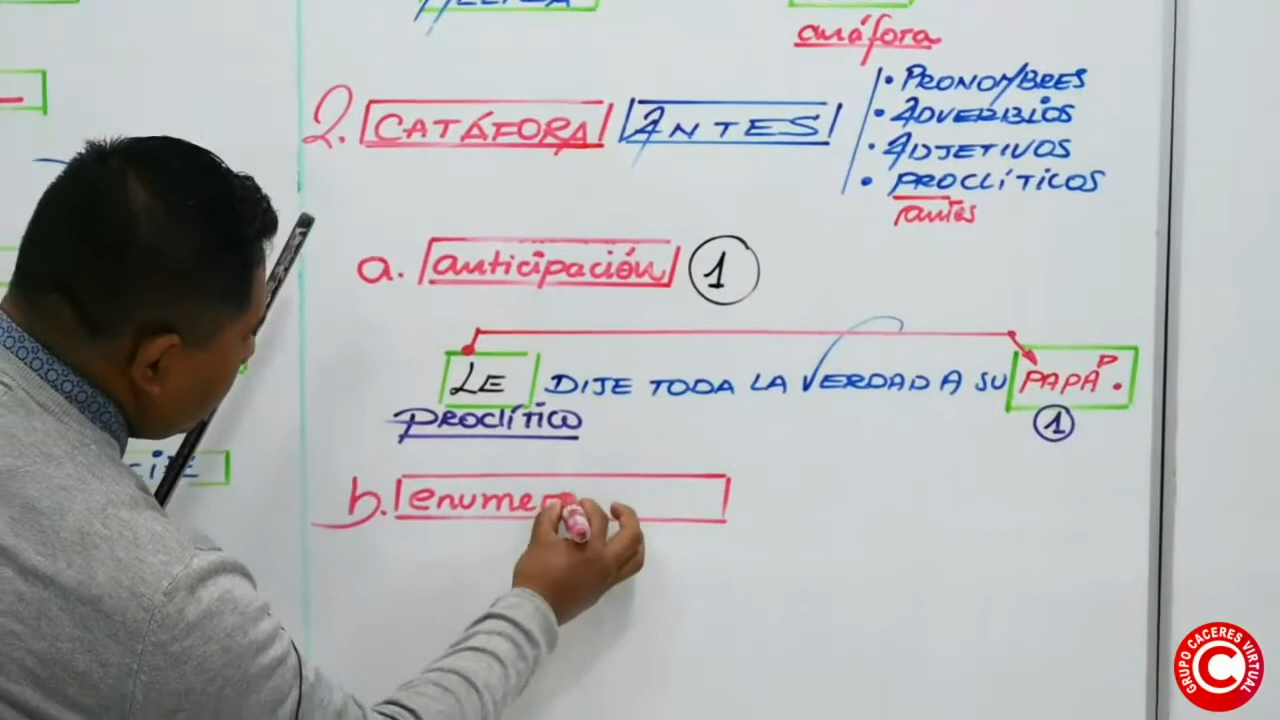 anáfora
2. CATÁFORA ANTES
• PRONOMBRES
• ADVERBIOS
• ADJETIVOS
• PROCLÍTICOS
antes
a. anticipación 1
LE DIJE TODA LA VERDAD A SU PAPÁ.
proclítico
1
b. enume
GRUPO CACERES VIRTUAL
C